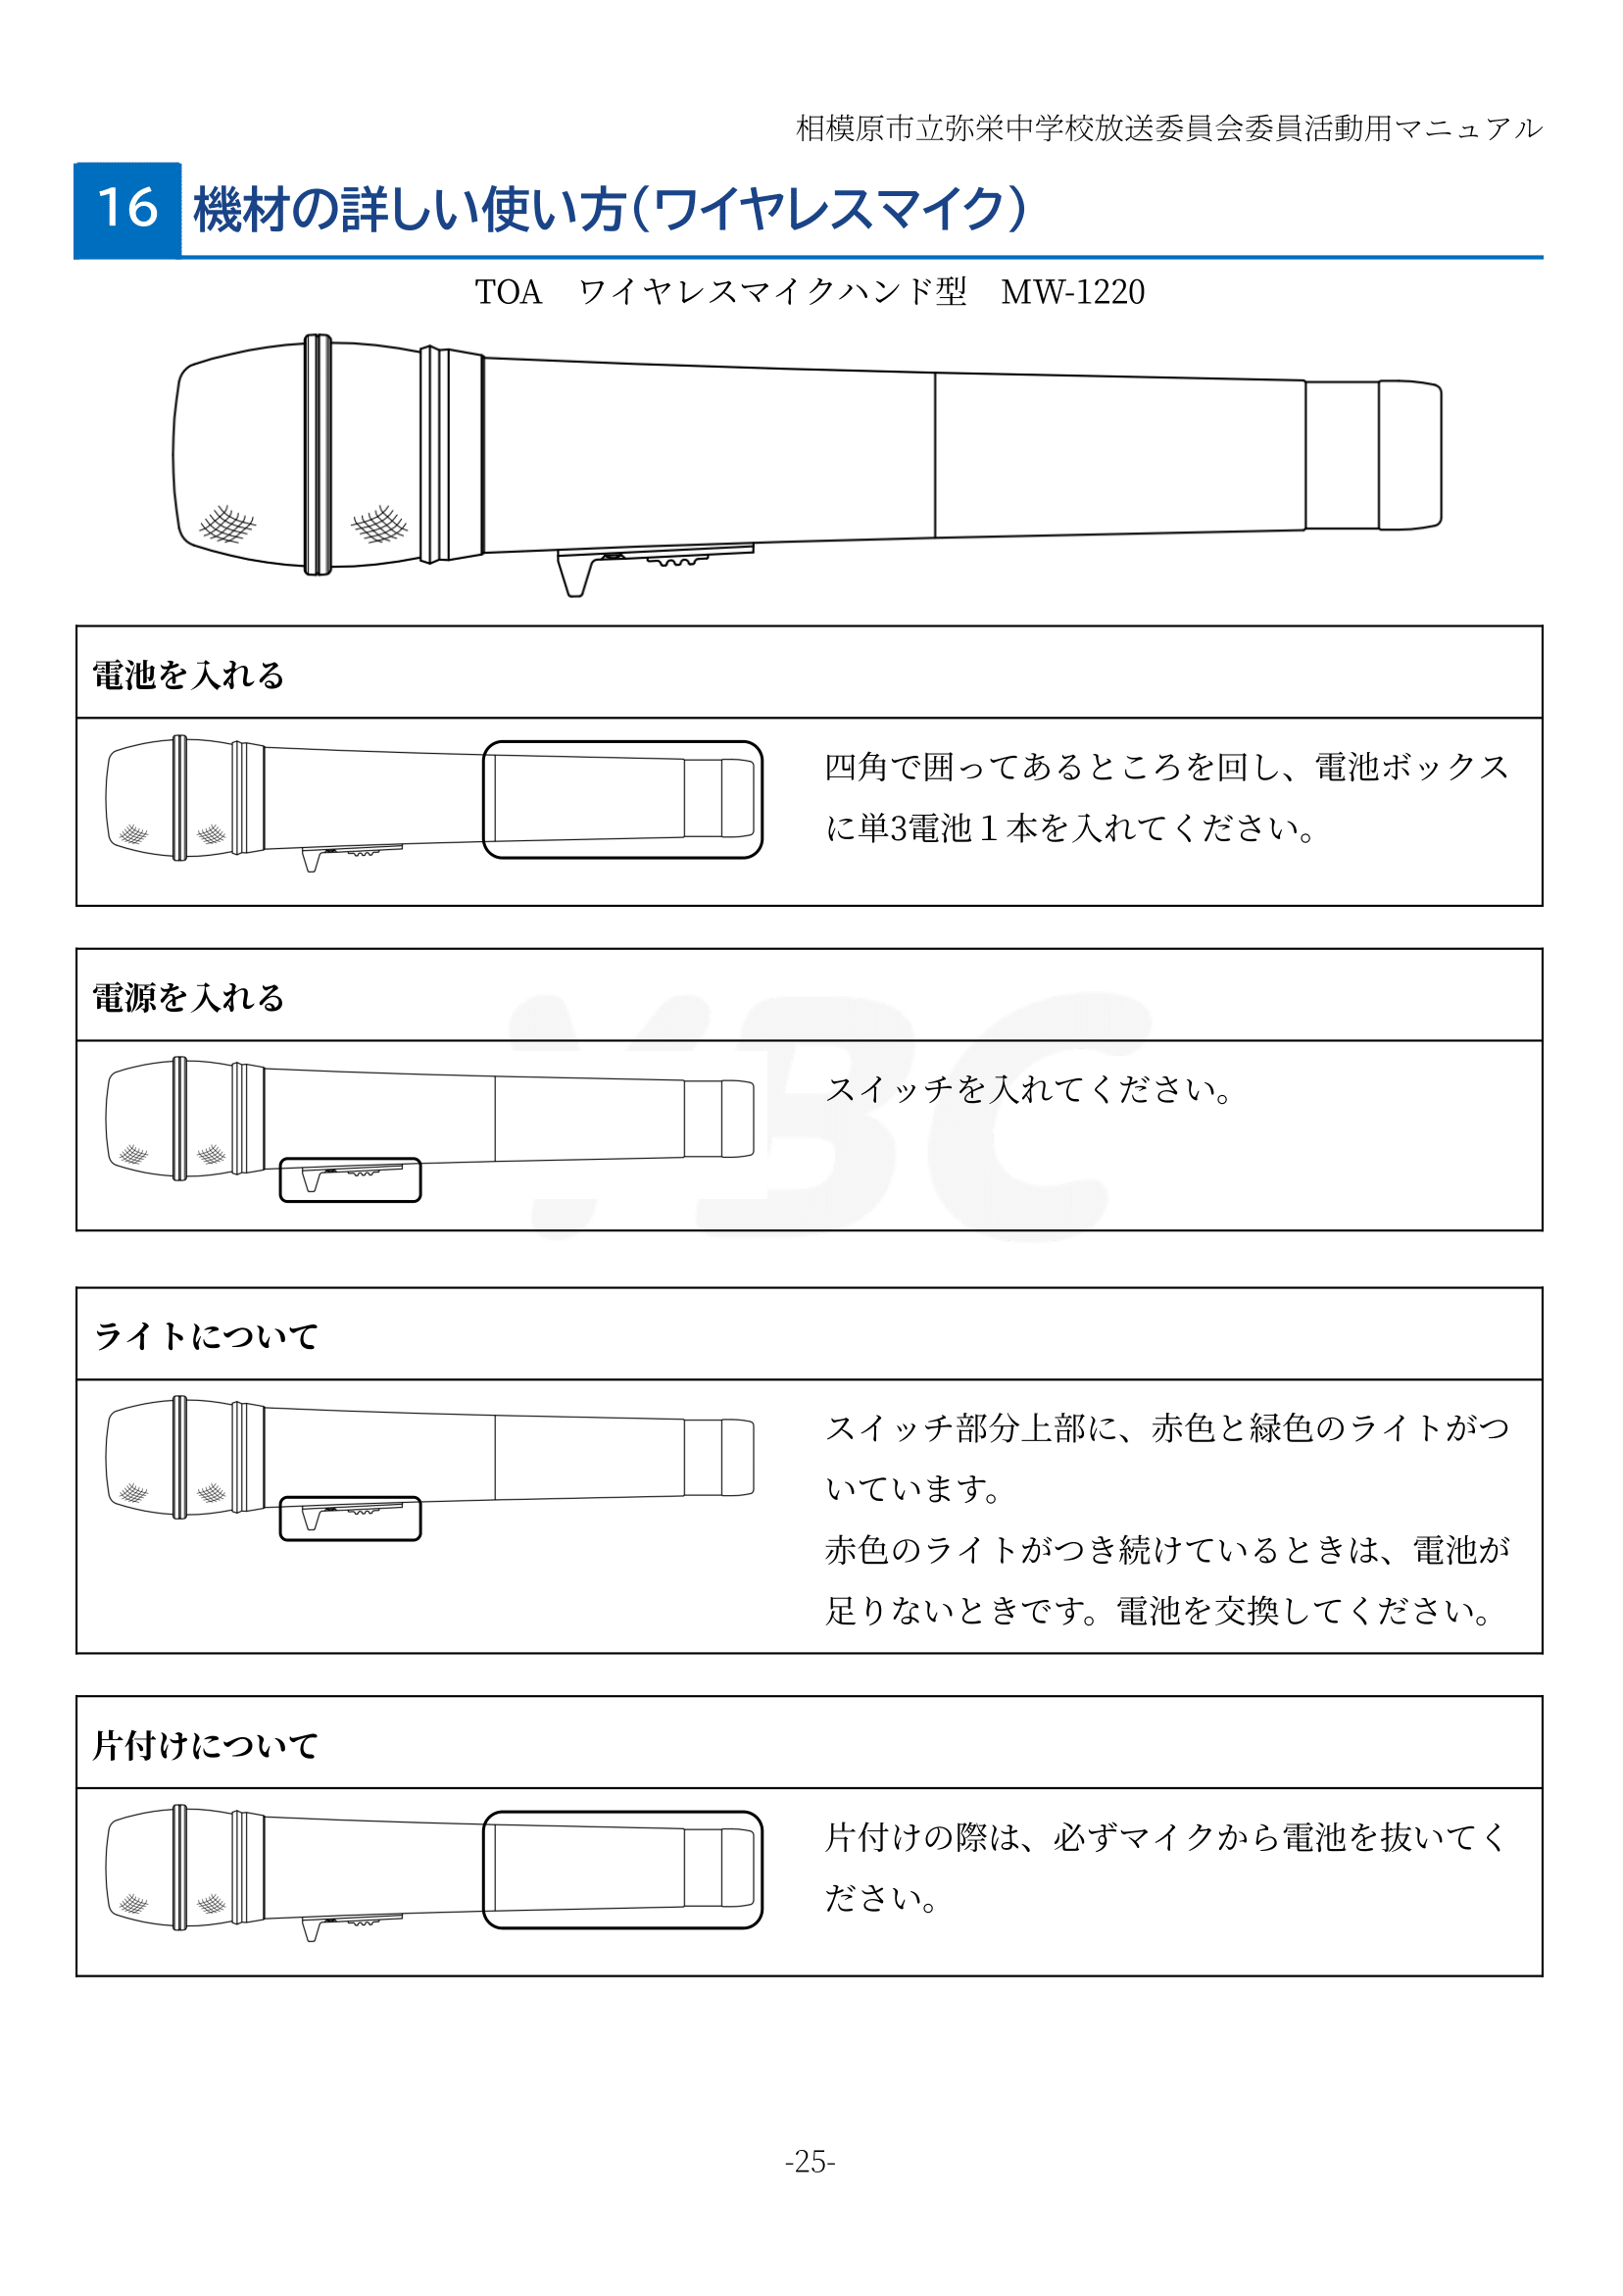 相模原市立弥栄中学校放送委員会委員活動用マニュアル
16 機材の詳しい使い方(ワイヤレスマイク)
TOA　ワイヤレスマイクハンド型　MW-1220
電池を入れる
四角で囲ってあるところを回し、電池ボックス
に単3電池１本を入れてください。
電源を入れる
YBC
スイッチを入れてください。
ライトについて
スイッチ部分上部に、赤色と緑色のライトがつ
いています。
赤色のライトがつき続けているときは、電池が
足りないときです。電池を交換してください。
片付けについて
片付けの際は、必ずマイクから電池を抜いてく
ださい。
-25-